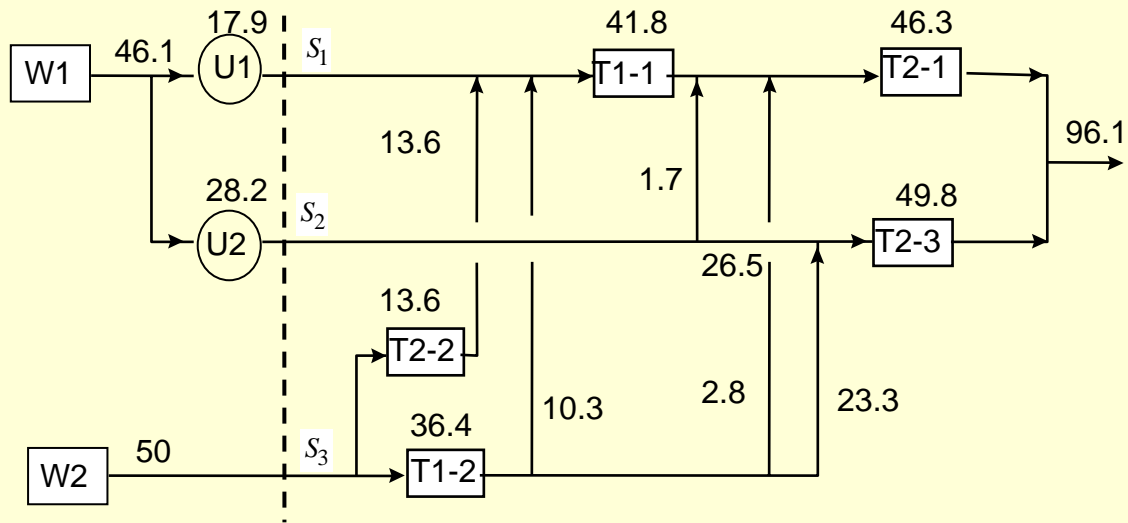 17.9
41.8
46.3
W1
46.1
U1
S1
T1-1
T2-1
13.6
96.1
1.7
28.2
49.8
S2
U2
T2-3
26.5
13.6
T2-2
10.3
2.8
23.3
36.4
50
S3
W2
T1-2